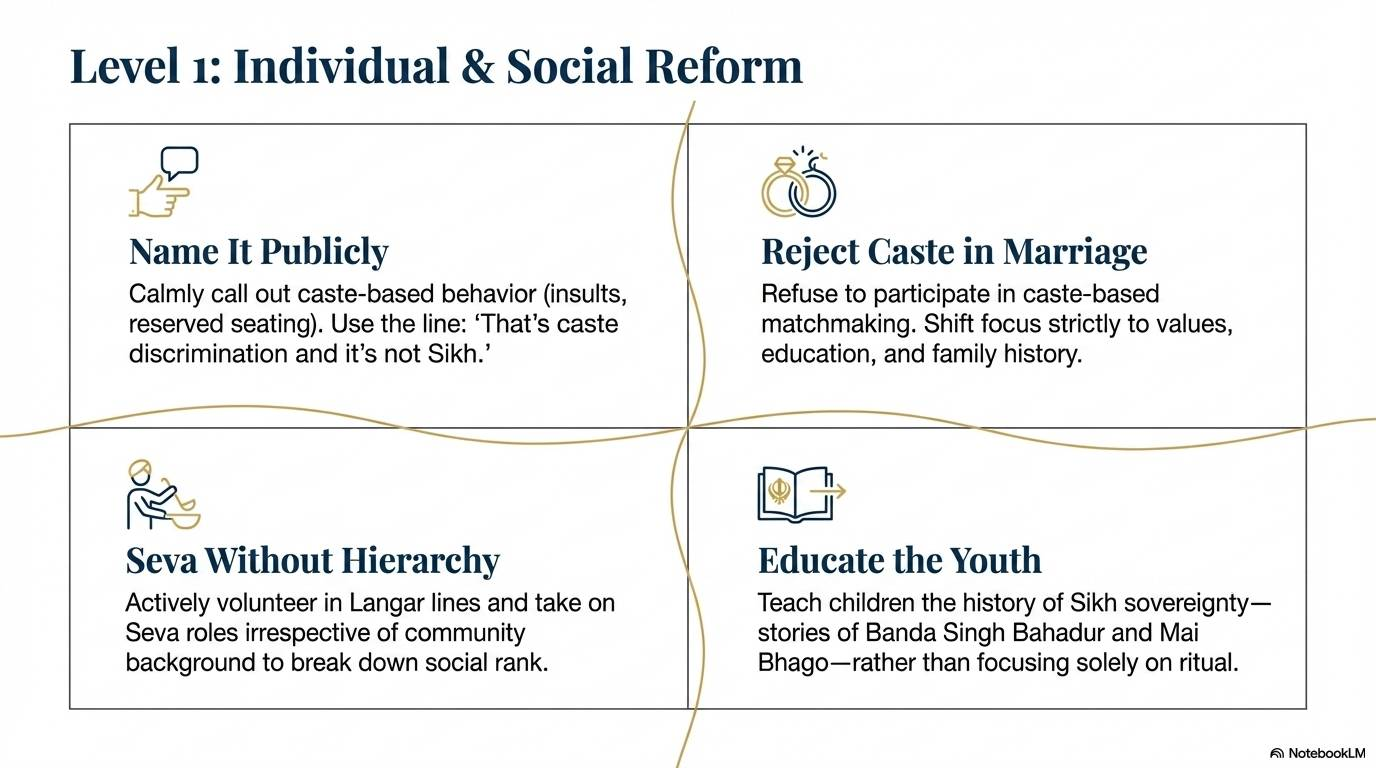 Level 1: Individual & Social Reform
Name It Publicly
Calmly call out caste-based behavior (insults,
reserved seating). Use the line: ‘That’s caste
discrimination and it’s not Sikh.’
Reject Caste in Marriage
Refuse to participate in caste-based
matchmaking. Shift focus strictly to values,
education, and family history.
Seva Without Hierarchy
Actively volunteer in Langar lines and take on
Seva roles irrespective of community
background to break down social rank.
Educate the Youth
Teach children the history of Sikh sovereignty—
stories of Banda Singh Bahadur and Mai
Bhago—rather than focusing solely on ritual.
NotebookLM